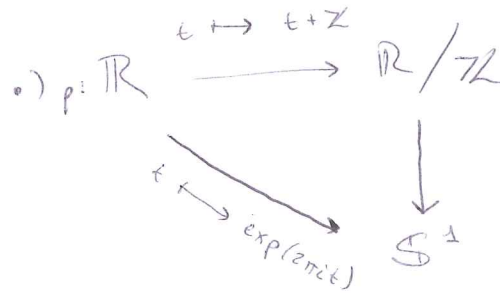 t ↦ t + ℤ
•) p: ℝ → ℝ/ℤ
↓
t ↦ exp(2πit)
𝕊¹